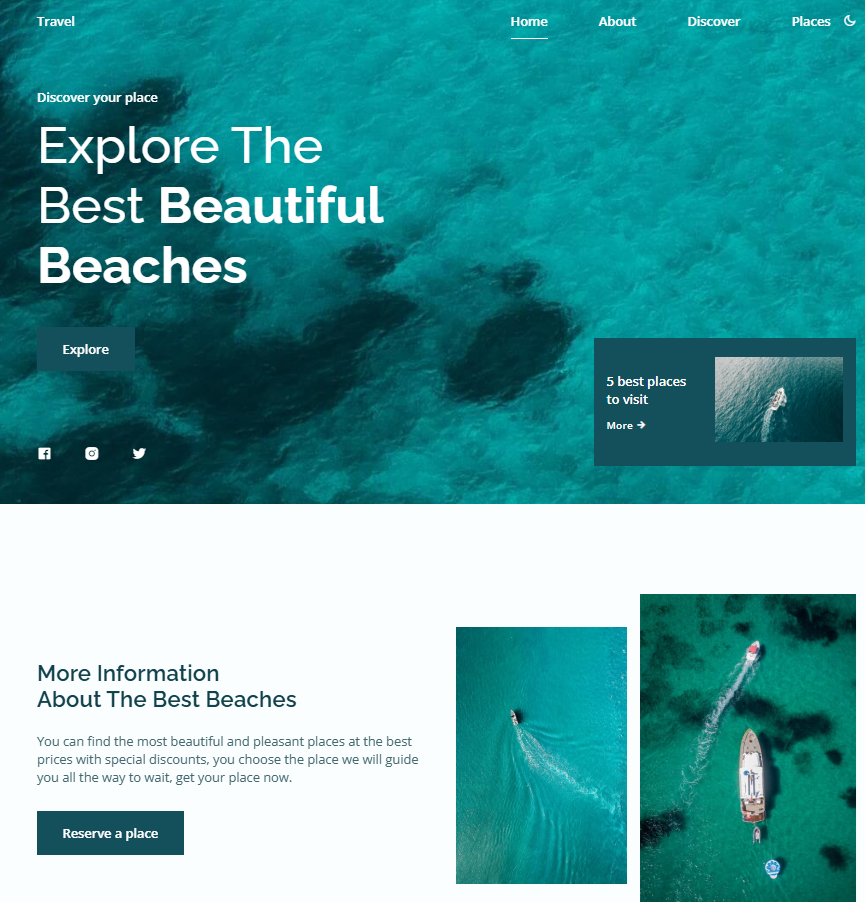 Travel
Home
About
Discover
Places
Discover your place
Explore The
Best Beautiful
Beaches
Explore
5 best places
to visit
More
More Information
About The Best Beaches
You can find the most beautiful and pleasant places at the best
prices with special discounts, you choose the place we will guide
you all the way to wait, get your place now.
Reserve a place